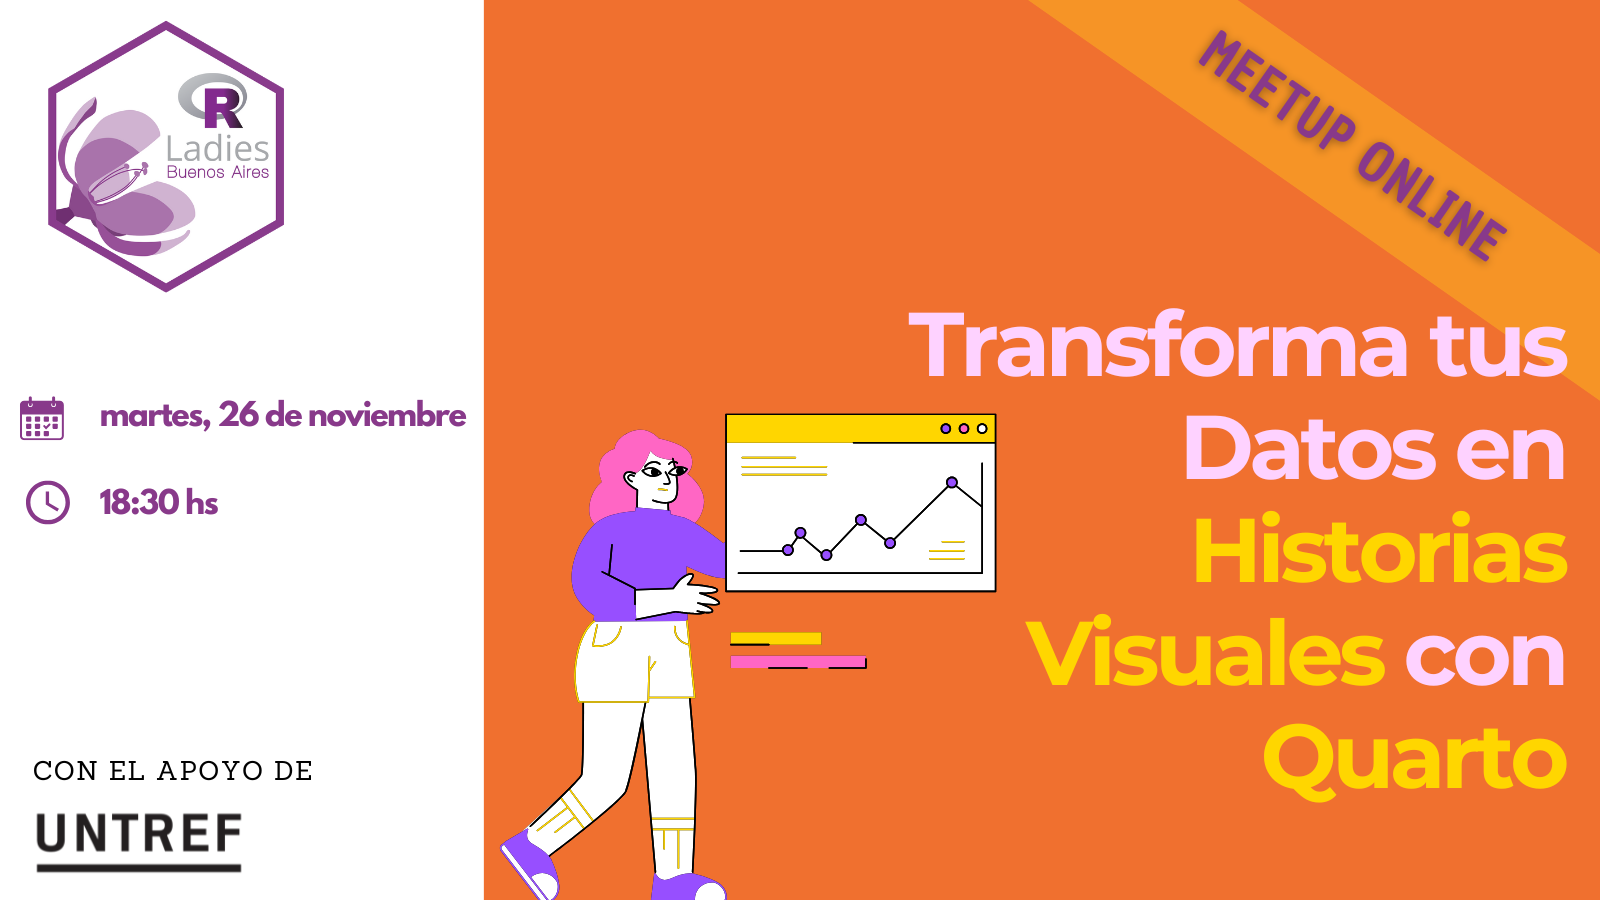 R
Ladies
Buenos Aires
martes, 26 de noviembre
18:30 hs
CON EL APOYO DE
UNTREF
MEETUP ONLINE
Transforma tus
Datos en
Historias
Visuales con
Quarto